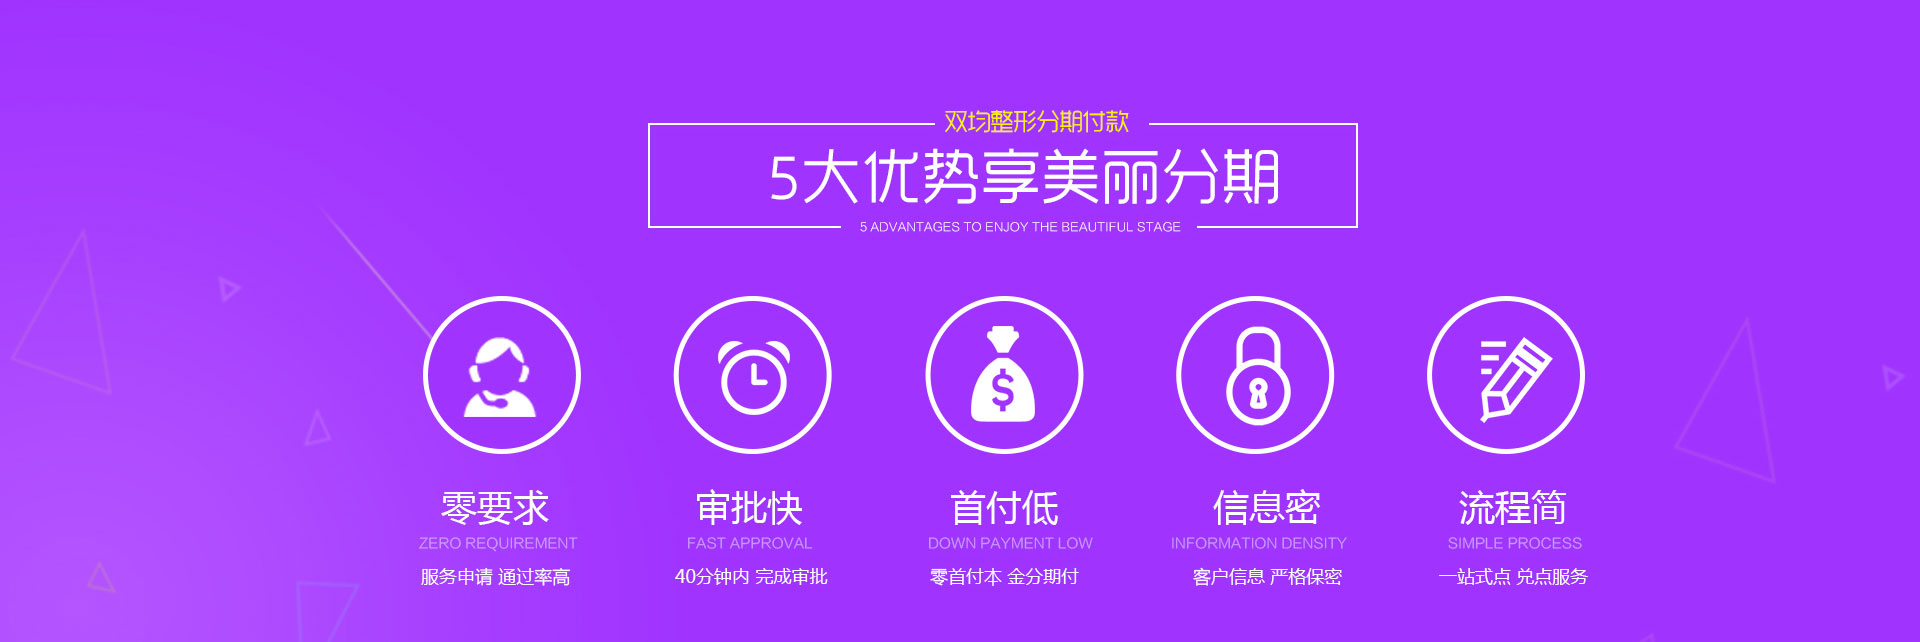 双均整形分期付款
5大优势享美丽分期
5 ADVANTAGES TO ENJOY THE BEAUTIFUL STAGE
零要求
ZERO REQUIREMENT
服务申请 通过率高
审批快
FAST APPROVAL
40分钟内 完成审批
首付低
DOWN PAYMENT LOW
零首付本 金分期付
信息密
INFORMATION DENSITY
客户信息 严格保密
流程简
SIMPLE PROCESS
一站式点 兑点服务